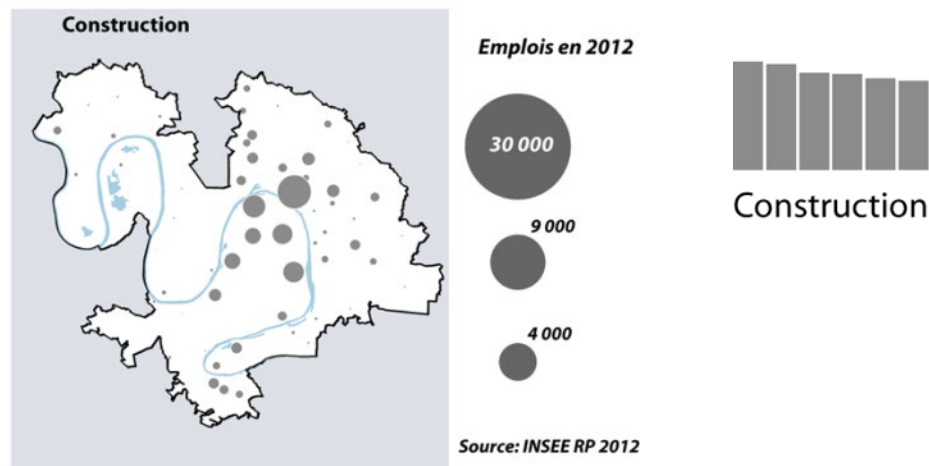 Construction
Emplois en 2012
30 000
9 000
4 000
Source: INSEE RP 2012
Construction